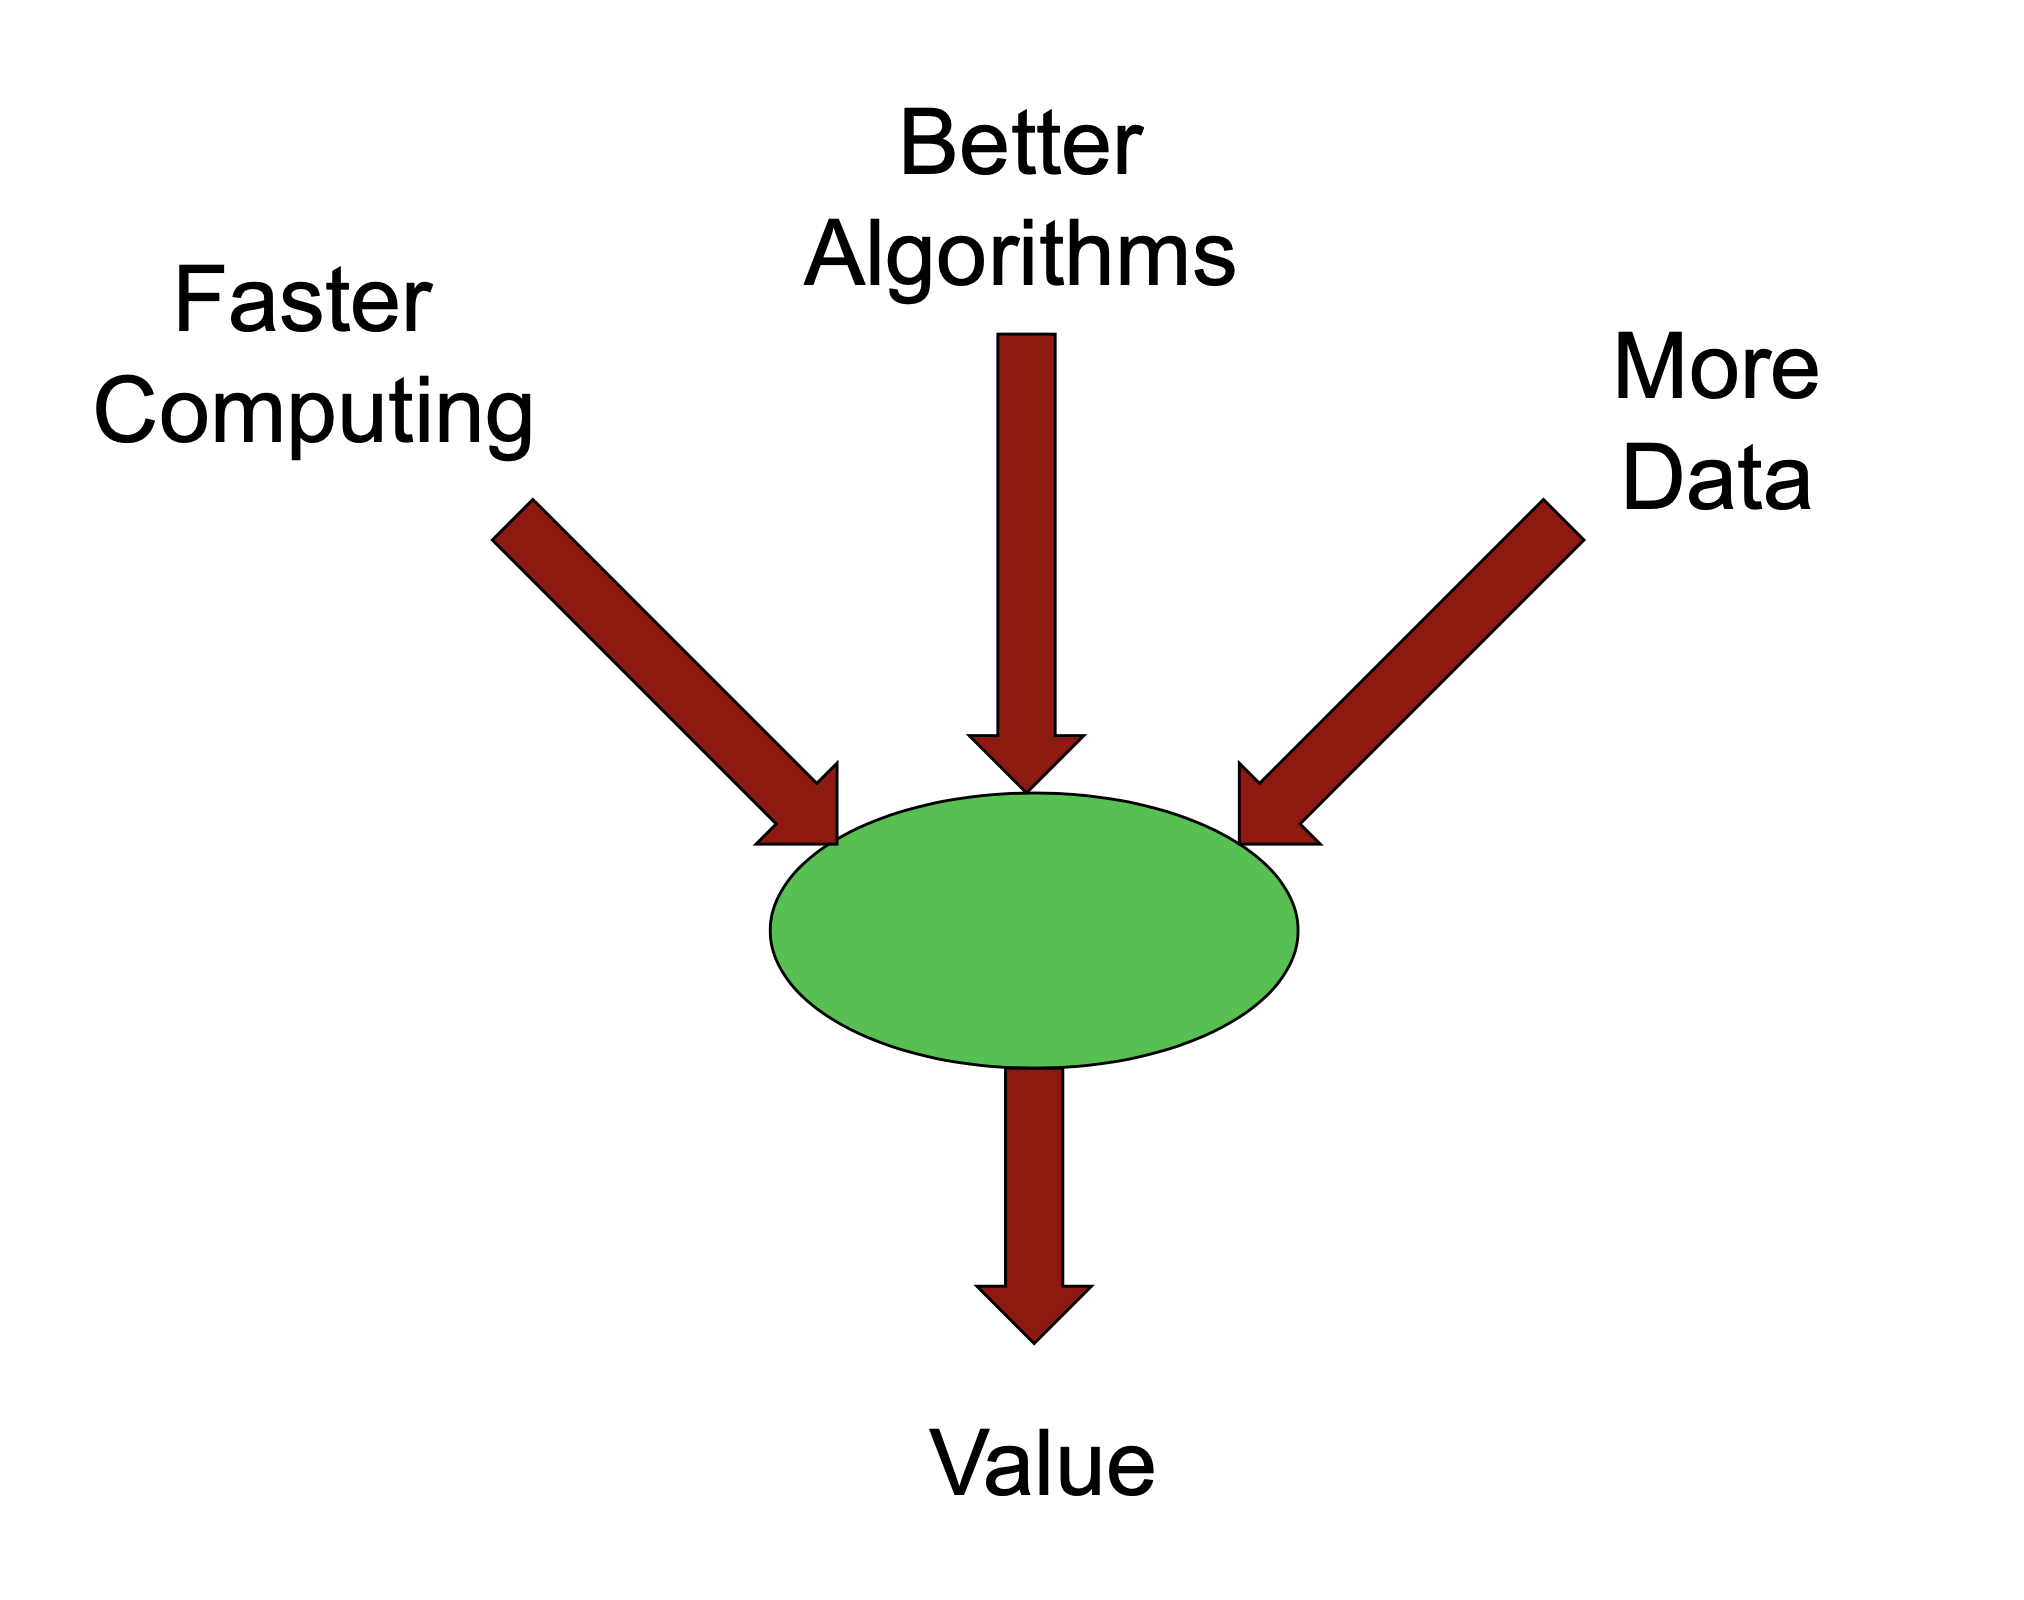 Better
Algorithms
Faster
Computing
More
Data
Value